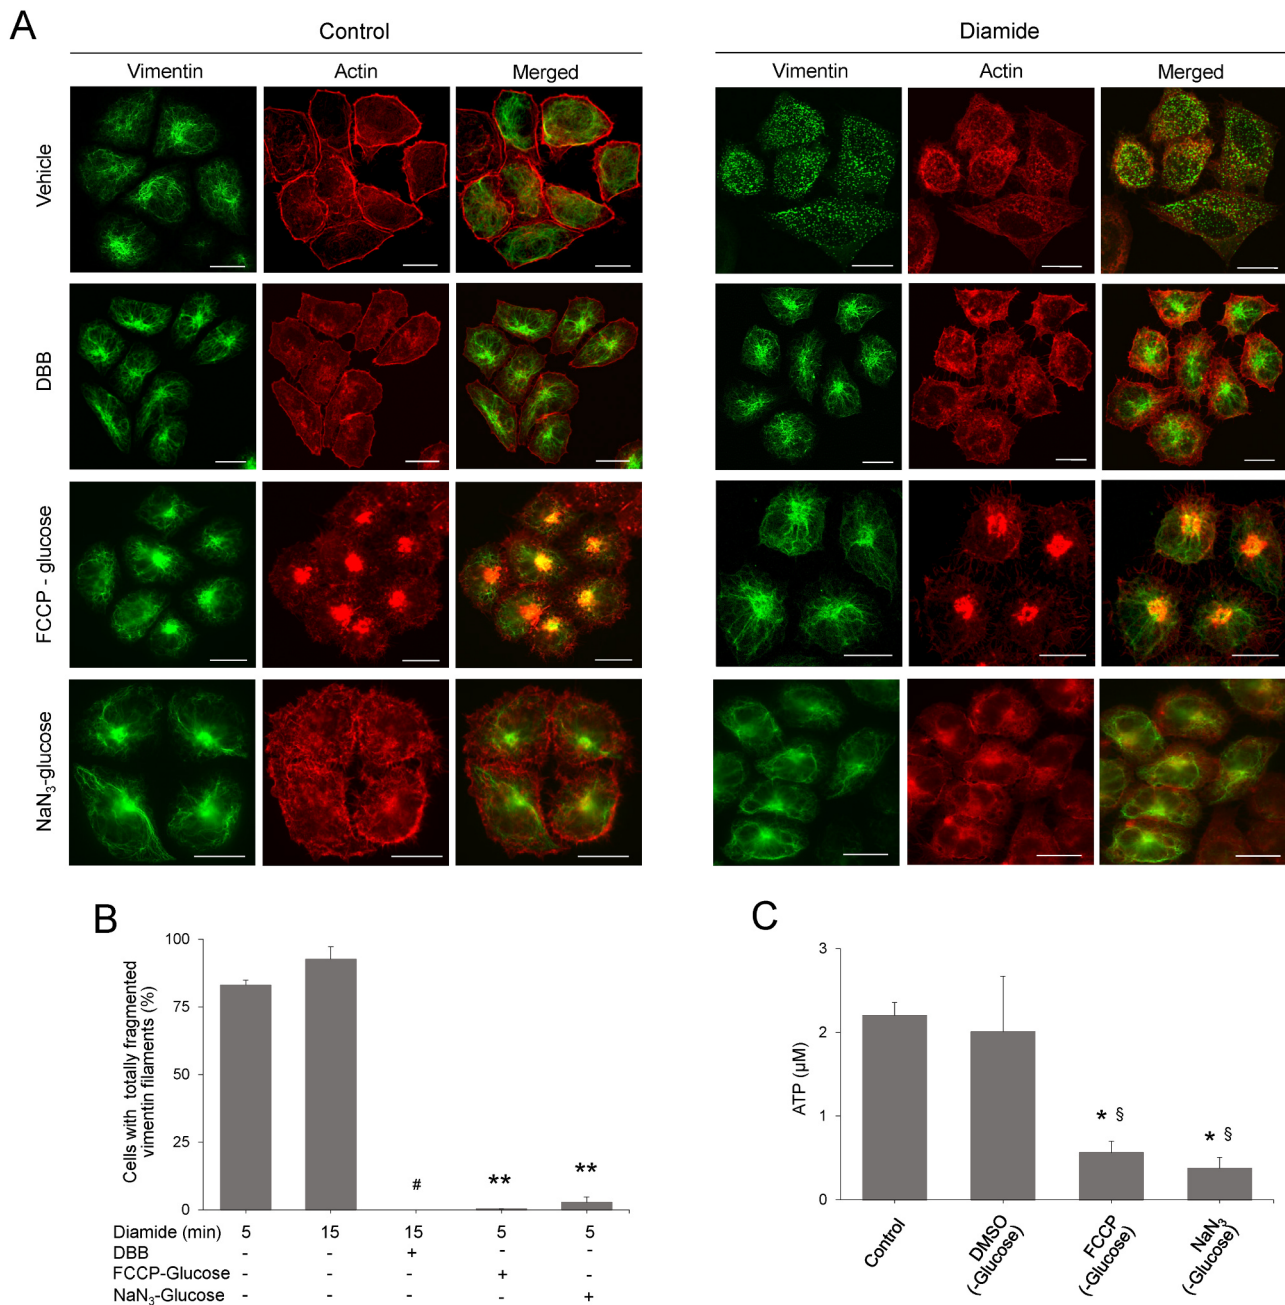 A
Control
Diamide
Vimentin Actin Merged
Vimentin Actin Merged
Vehicle
DBB
FCCP - glucose
NaN₃-glucose
B
Cells with totally fragmented
vimentin filaments (%)
100
75
50
25
0
# ** **
Diamide (min) 5 15 15 5 5
DBB - - + - -
FCCP-Glucose - - - + -
NaN₃-Glucose - - - - +
C
ATP (µM)
3
2
1
0
* § * §
Control
DMSO
(-Glucose)
FCCP
(-Glucose)
NaN₃
(-Glucose)